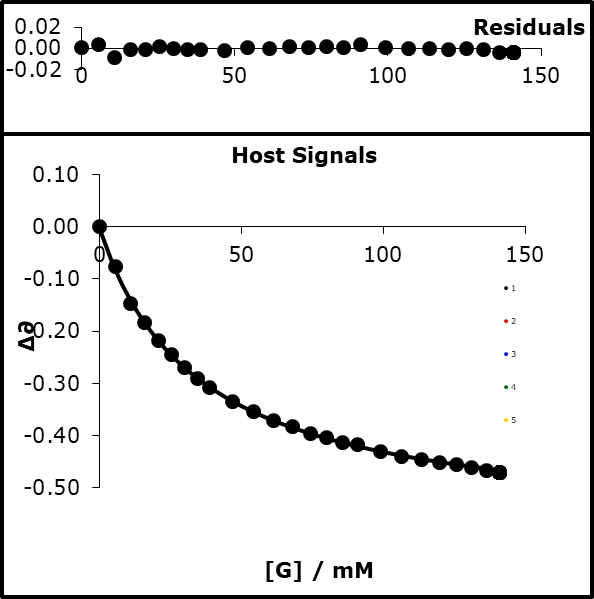 Residuals
0.02
0.00
-0.02
0 50 100 150
Host Signals
0.10
0.00
0 50 100 150
-0.10
-0.20
-0.30
-0.40
-0.50
Δ∂
1
2
3
4
5
[G] / mM